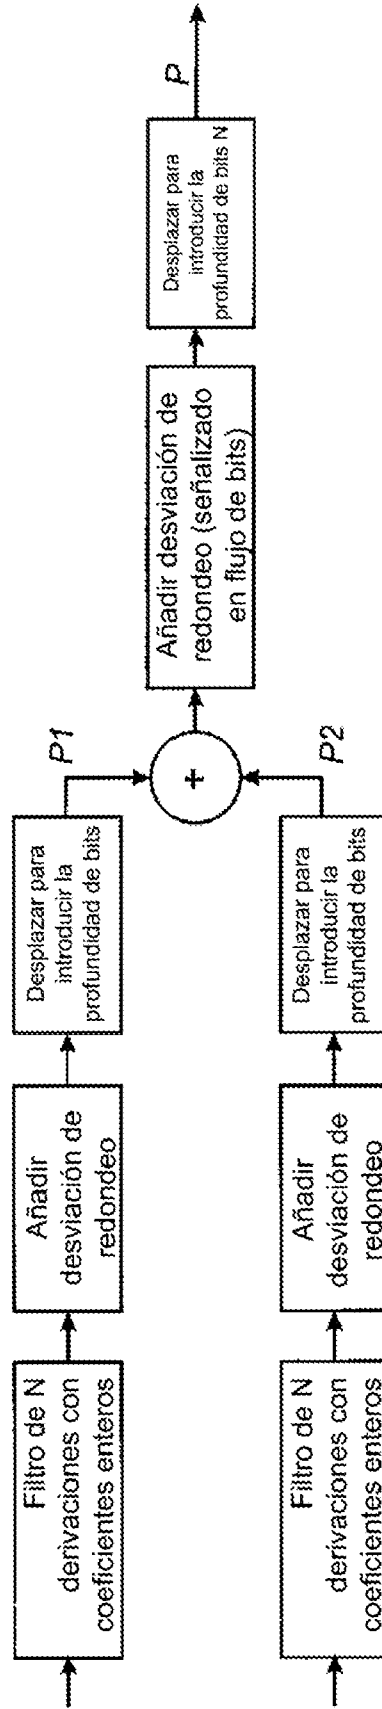 Filtro de N
derivaciones con
coeficientes enteros
Añadir
desviación de
redondeo
Desplazar para
introducir la
profundidad de bits
P1
Filtro de N
derivaciones con
coeficientes enteros
Añadir
desviación de
redondeo
Desplazar para
introducir la
profundidad de bits
P2
+
Añadir desviación de
redondeo (señalizado
en flujo de bits)
Desplazar para
introducir la
profundidad de bits N
P